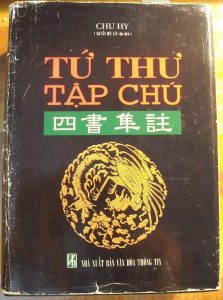 CHU HY
TỨ THƯ
TẬP CHÚ
四書集註
NHÀ XUẤT BẢN VĂN HÓA THÔNG TIN